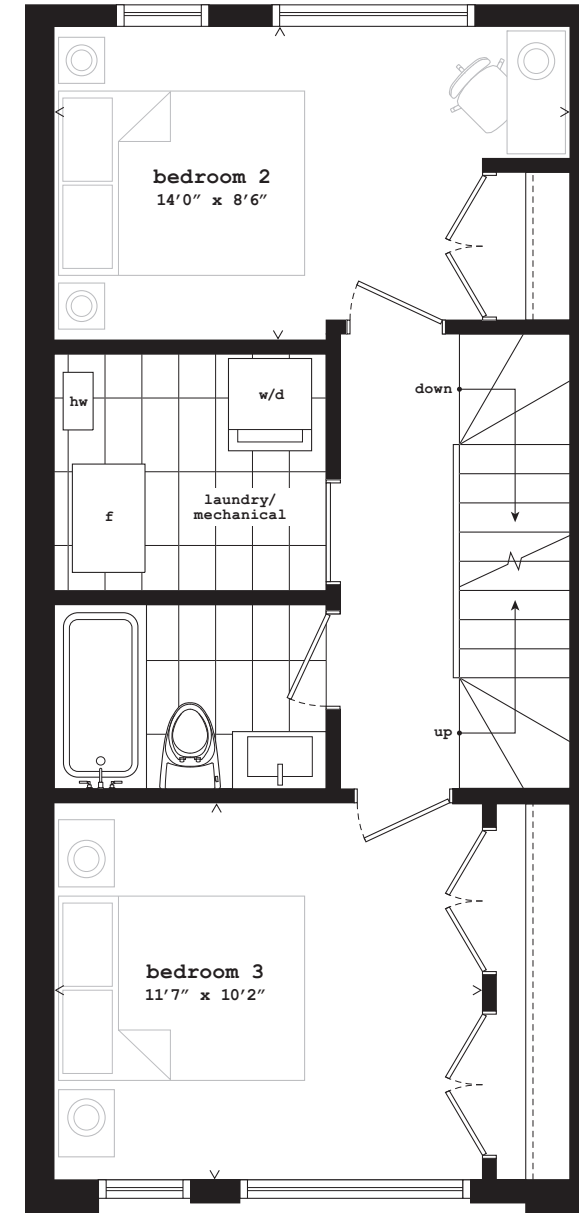 bedroom 2
14′0″ x 8′6″
hw
w/d
down
f
laundry/
mechanical
up
bedroom 3
11′7″ x 10′2″